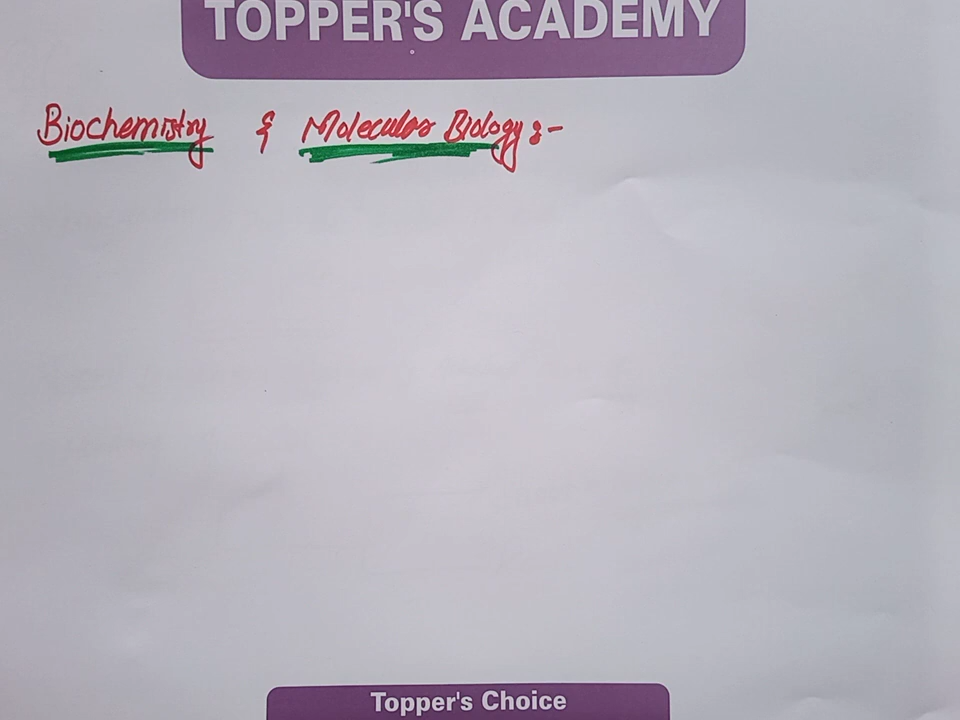 TOPPER'S ACADEMY
Biochemistry & Molecular Biology :-
Topper's Choice